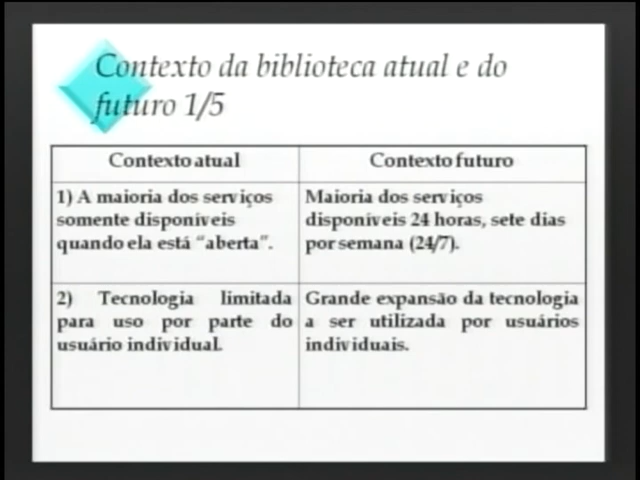 Contexto da biblioteca atual e do
futuro 1/5
Contexto atual
Contexto futuro
1) A maioria dos serviços
somente disponíveis
quando ela está “aberta”.
Maioria dos serviços
disponíveis 24 horas, sete dias
por semana (24/7).
2) Tecnologia limitada
para uso por parte do
usuário individual.
Grande expansão da tecnologia
a ser utilizada por usuários
individuais.